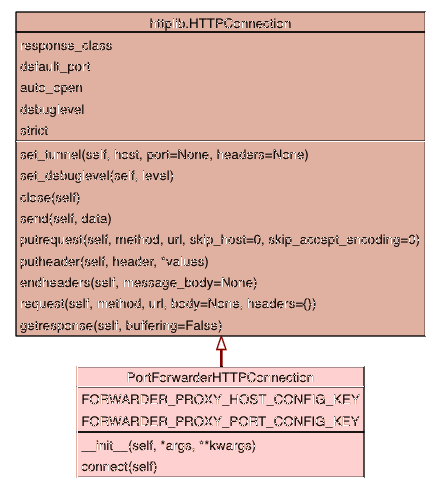 httplib.HTTPConnection
response_class
default_port
auto_open
debuglevel
strict
set_tunnel(self, host, port=None, headers=None)
set_debuglevel(self, level)
close(self)
send(self, data)
putrequest(self, method, url, skip_host=0, skip_accept_encoding=0)
putheader(self, header, *values)
endheaders(self, message_body=None)
request(self, method, url, body=None, headers={})
getresponse(self, buffering=False)
PortForwarderHTTPConnection
FORWARDER_PROXY_HOST_CONFIG_KEY
FORWARDER_PROXY_PORT_CONFIG_KEY
__init__(self, *args, **kwargs)
connect(self)